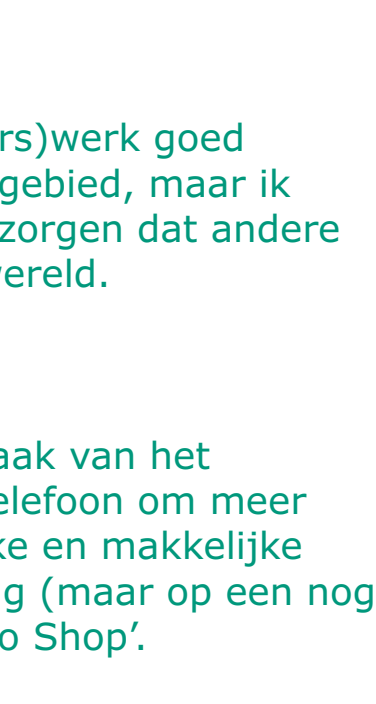 rs)werk goed
gebied, maar ik
zorgen dat andere
wereld.
aak van het
elefoon om meer
ke en makkelijke
g (maar op een nog
o Shop’.